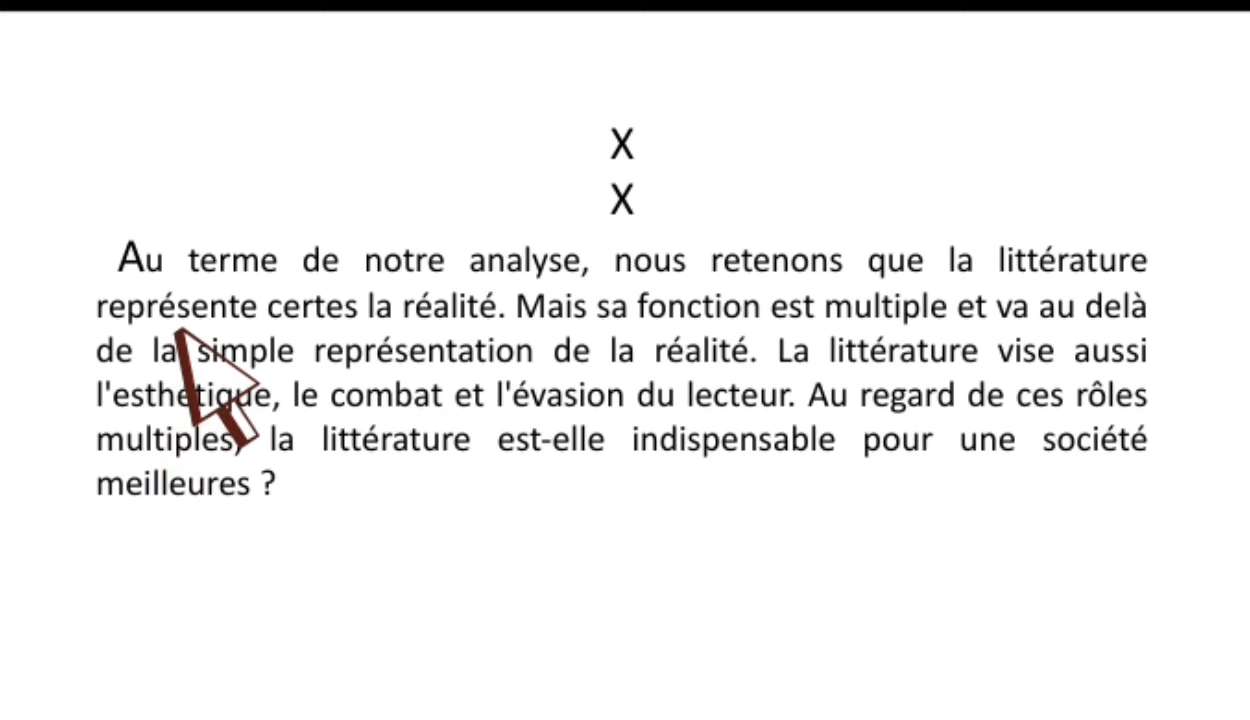 X
X
Au terme de notre analyse, nous retenons que la littérature
représente certes la réalité. Mais sa fonction est multiple et va au delà
de la simple représentation de la réalité. La littérature vise aussi
l'esthétique, le combat et l'évasion du lecteur. Au regard de ces rôles
multiples, la littérature est-elle indispensable pour une société
meilleures ?